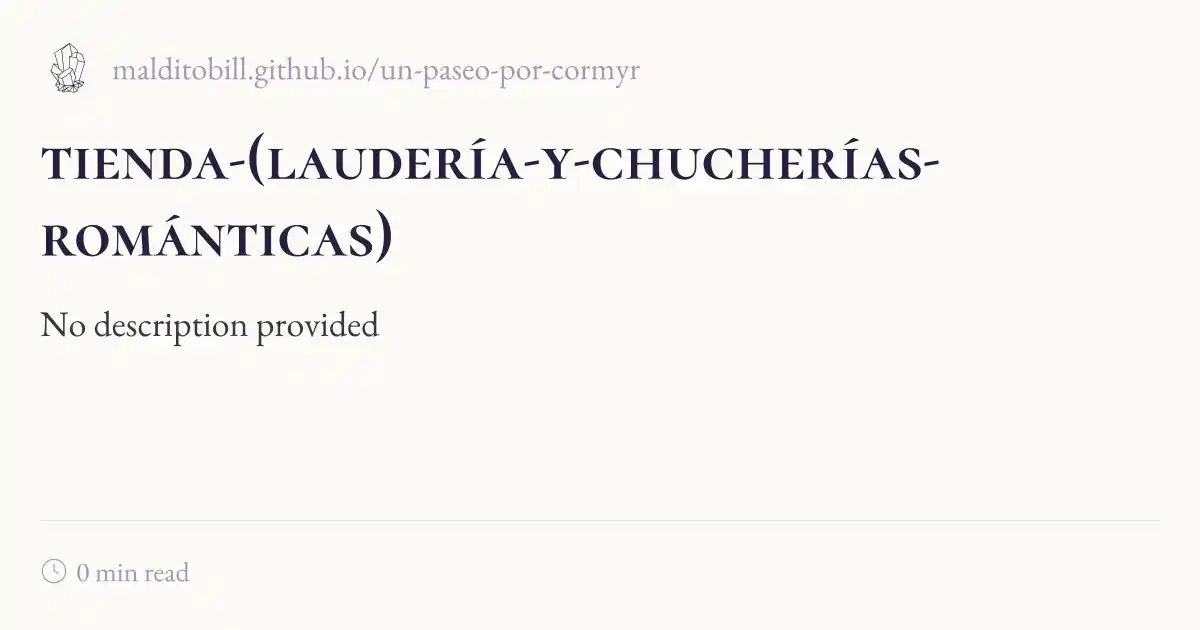 malditobill.github.io/un-paseo-por-cormyr
TIENDA-(LAUDERÍA-Y-CHUCHERÍAS-
ROMÁNTICAS)
No description provided
0 min read